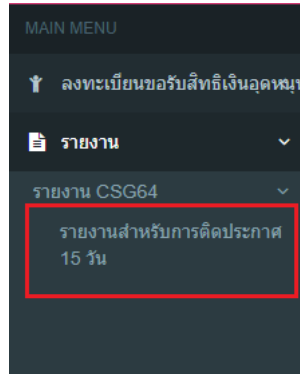 MAIN MENU
ลงทะเบียนขอรับสิทธิเงินอุดหนุน
รายงาน
รายงาน CSG64
รายงานสำหรับการติดประกาศ
15 วัน